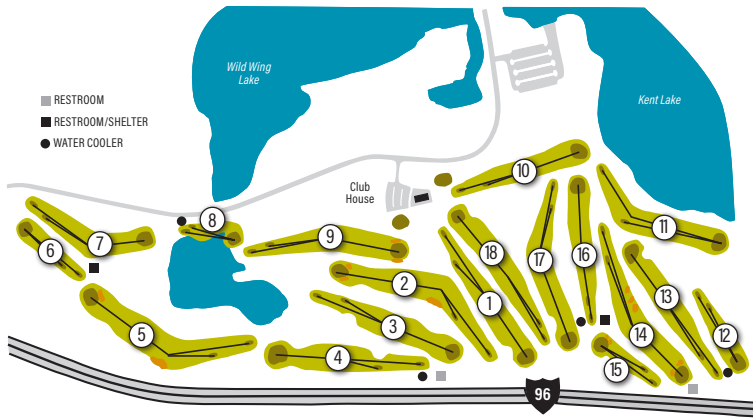 Wild Wing
Lake
Kent Lake
RESTROOM
RESTROOM/SHELTER
WATER COOLER
Club
House
10
8
11
7
9
6
18
17
16
2
13
1
3
14
5
12
4
15
96